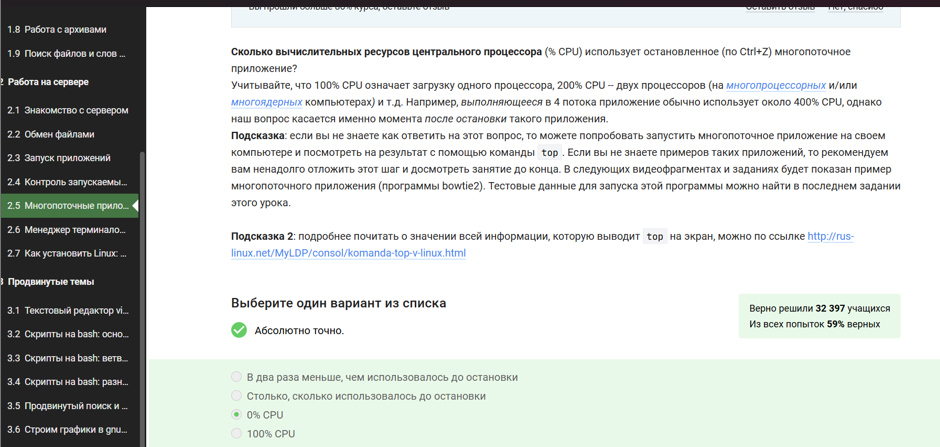 вы прошли больше 80% курса, оставьте отзыв
Оставить отзыв Нет, спасибо
1.8 Работа с архивами
1.9 Поиск файлов и слов ...
2 Работа на сервере
2.1 Знакомство с сервером
2.2 Обмен файлами
2.3 Запуск приложений
2.4 Контроль запускаемы...
2.5 Многопоточные прило...
2.6 Менеджер терминало...
2.7 Как установить Linux: ...
3 Продвинутые темы
3.1 Текстовый редактор vi...
3.2 Скрипты на bash: осно...
3.3 Скрипты на bash: ветв...
3.4 Скрипты на bash: разн...
3.5 Продвинутый поиск и ...
3.6 Строим графики в gnu...
Сколько вычислительных ресурсов центрального процессора (% CPU) использует остановленное (по Ctrl+Z) многопоточное
приложение?
Учитывайте, что 100% CPU означает загрузку одного процессора, 200% CPU – двух процессоров (на многопроцессорных и/или
многоядерных компьютерах) и т.д. Например, выполняющееся в 4 потока приложение обычно использует около 400% CPU, однако
наш вопрос касается именно момента после остановки такого приложения.
Подсказка: если вы не знаете как ответить на этот вопрос, то можете попробовать запустить многопоточное приложение на своем
компьютере и посмотреть на результат с помощью команды top . Если вы не знаете примеров таких приложений, то рекомендуем
вам ненадолго отложить этот шаг и досмотреть занятие до конца. В следующих видеофрагментах и заданиях будет показан пример
многопоточного приложения (программы bowtie2). Тестовые данные для запуска этой программы можно найти в последнем задании
этого урока.
Подсказка 2: подробнее почитать о значении всей информации, которую выводит top на экран, можно по ссылке http://rus-
linux.net/MyLDP/consol/komanda-top-v-linux.html
Выберите один вариант из списка
Абсолютно точно.
Верно решили 32 397 учащихся
Из всех попыток 59% верных
В два раза меньше, чем использовалось до остановки
Столько, сколько использовалось до остановки
0% CPU
100% CPU